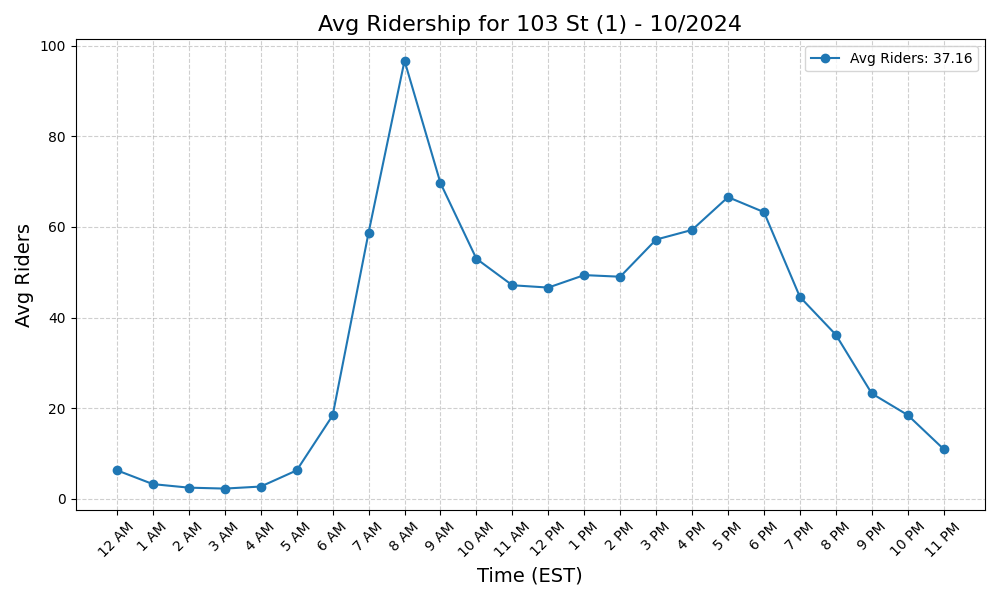 Avg Ridership for 103 St (1) - 10/2024
Avg Riders: 37.16
Avg Riders
100
80
60
40
20
0
12 AM
1 AM
2 AM
3 AM
4 AM
5 AM
6 AM
7 AM
8 AM
9 AM
10 AM
11 AM
12 PM
1 PM
2 PM
3 PM
4 PM
5 PM
6 PM
7 PM
8 PM
9 PM
10 PM
11 PM
Time (EST)